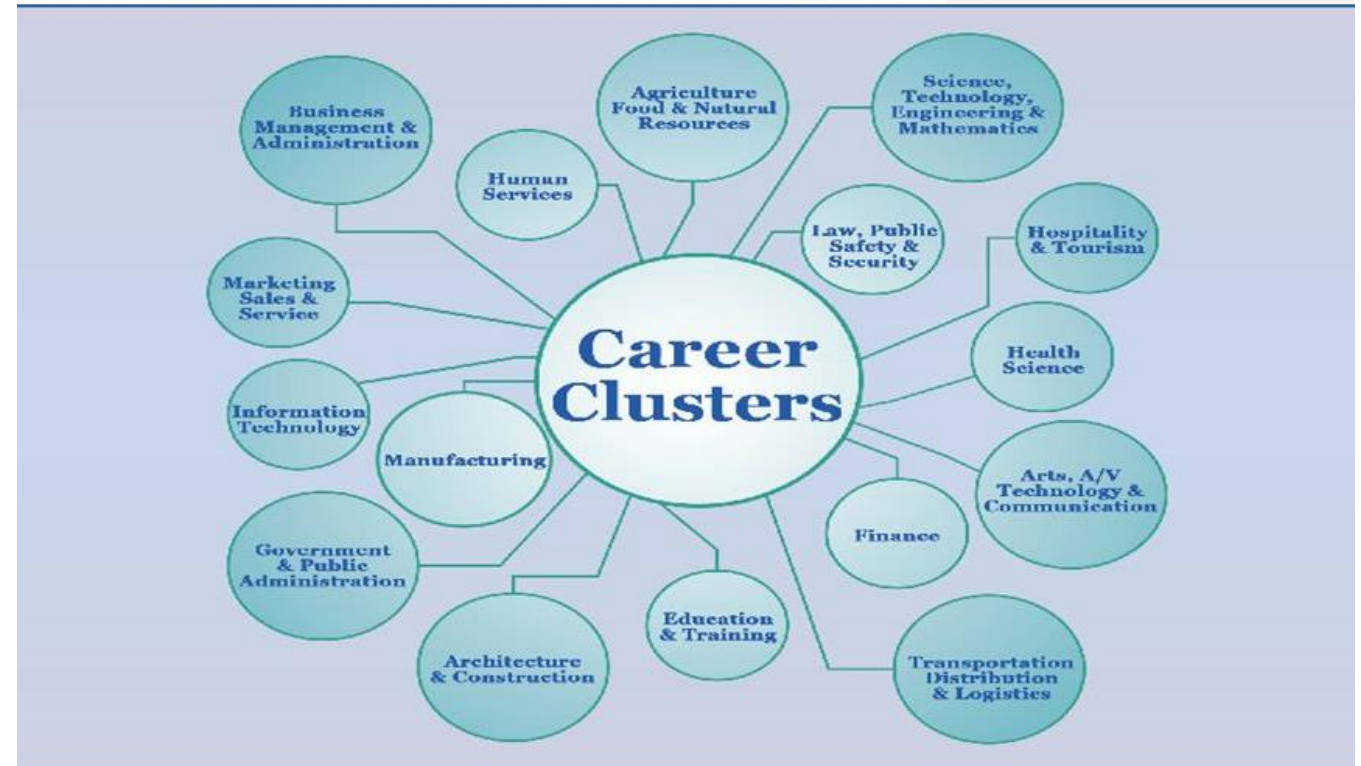 Business
Management &
Administration
Agriculture
Food & Natural
Resources
Science,
Technology,
Engineering &
Mathematics
Human
Services
Law, Public
Safety &
Security
Hospitality
& Tourism
Marketing
Sales &
Service
Career
Clusters
Health
Science
Information
Technology
Manufacturing
Arts, A/V
Technology &
Communication
Finance
Government
& Public
Administration
Education
& Training
Architecture
& Construction
Transportation
Distribution
& Logistics